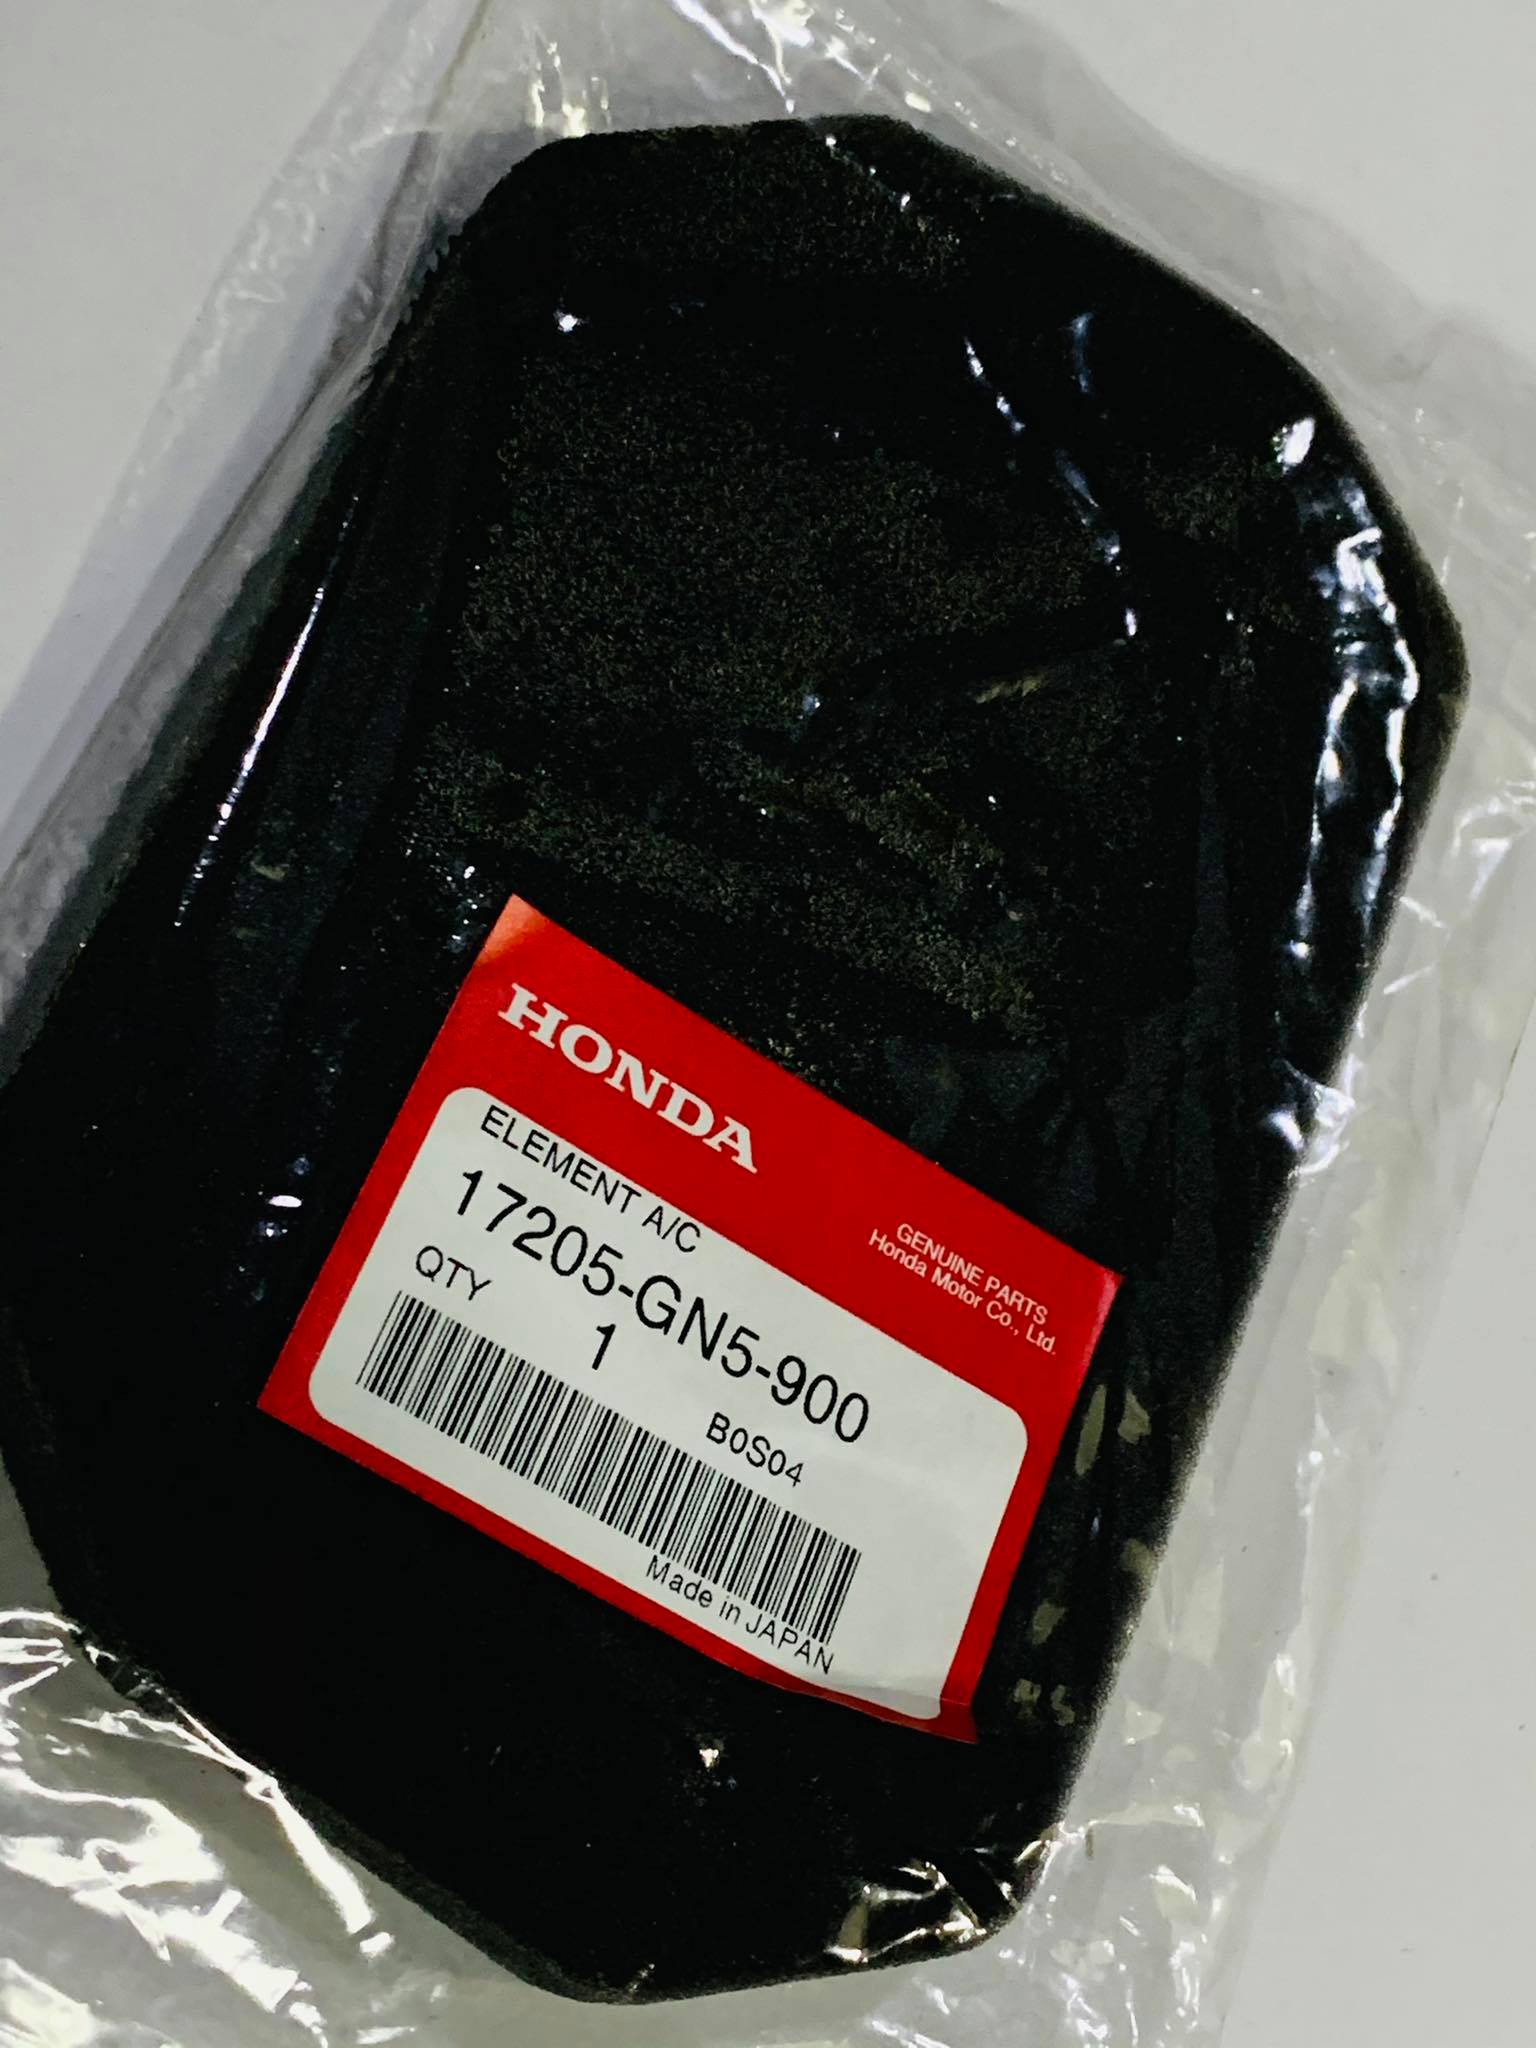 HONDA
GENUINE PARTS
Honda Motor Co., Ltd.
ELEMENT A/C
17205-GN5-900
QTY 1
B0S04
Made in JAPAN